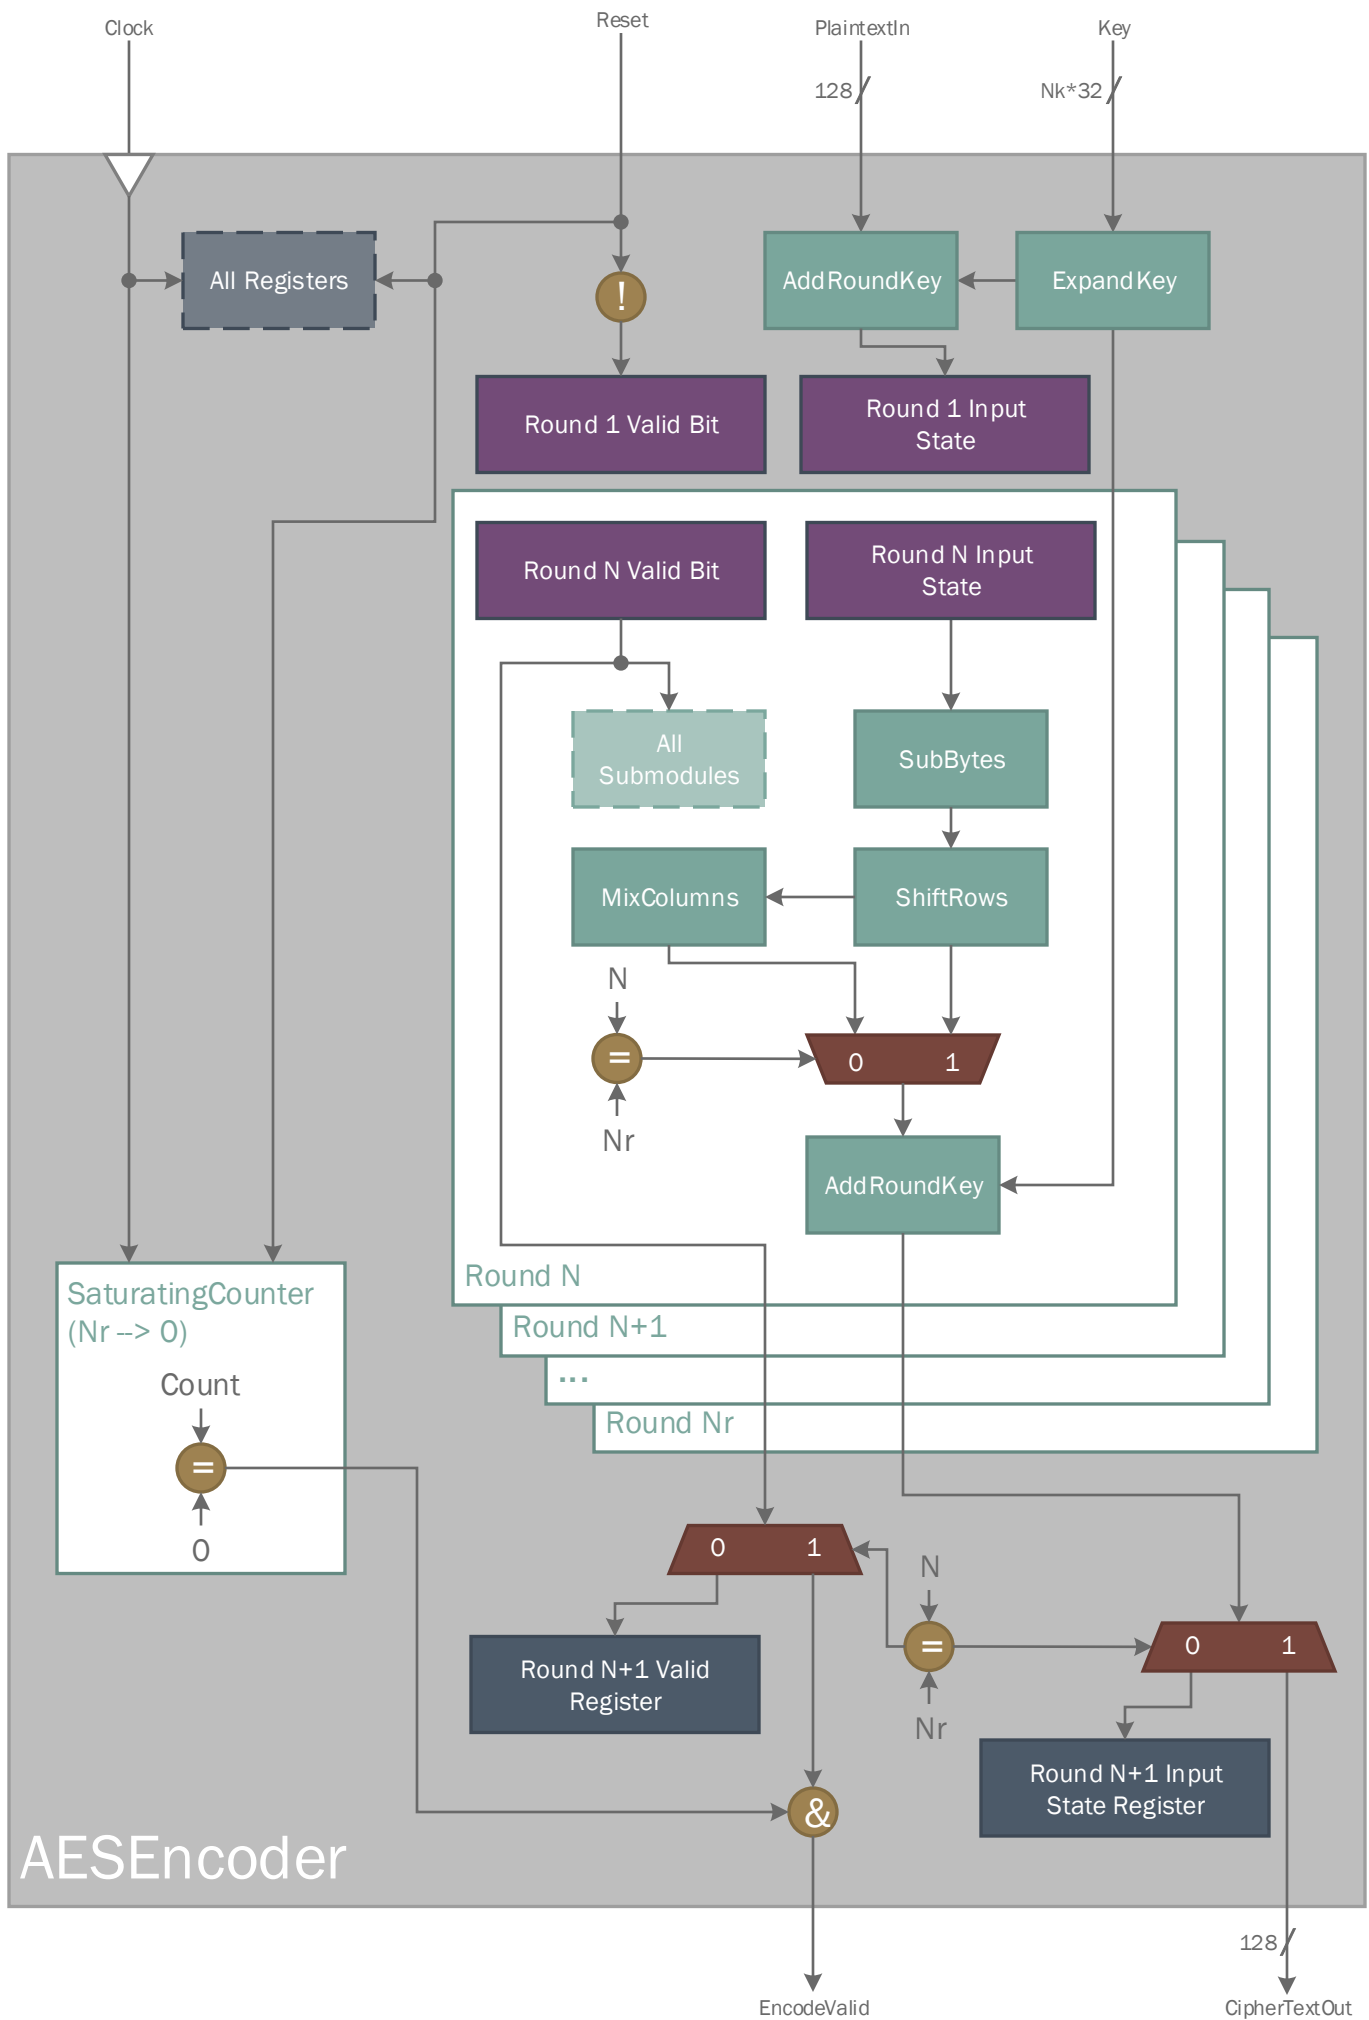 Clock
Reset
PlaintextIn
Key
128
Nk*32
All Registers
!
AddRoundKey
ExpandKey
Round 1 Valid Bit
Round 1 Input
State
Round N Valid Bit
Round N Input
State
All
Submodules
SubBytes
MixColumns
ShiftRows
N
=
0 1
Nr
AddRoundKey
Round N
Round N+1
...
Round Nr
SaturatingCounter
(Nr --> 0)
Count
=
0
0 1
N
=
Nr
0 1
Round N+1 Valid
Register
Round N+1 Input
State Register
&
AESEncoder
128
EncodeValid
CipherTextOut